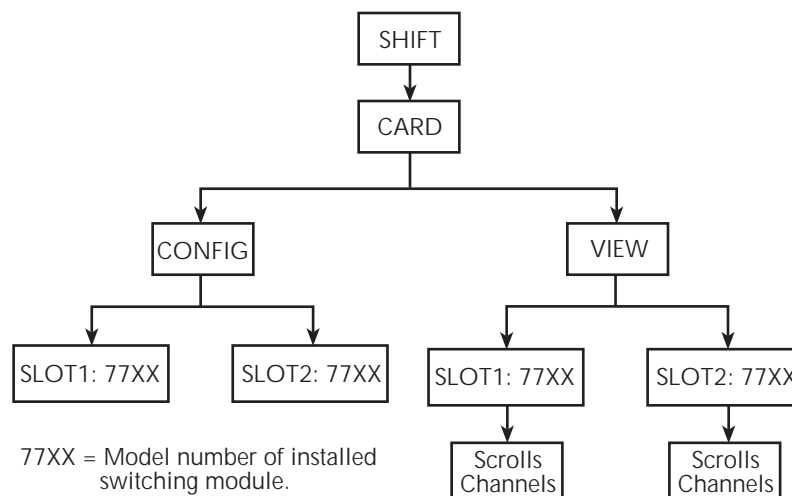 SHIFT
CARD
CONFIG
VIEW
SLOT1: 77XX
SLOT2: 77XX
SLOT1: 77XX
SLOT2: 77XX
Scrolls
Channels
Scrolls
Channels
77XX = Model number of installed
switching module.